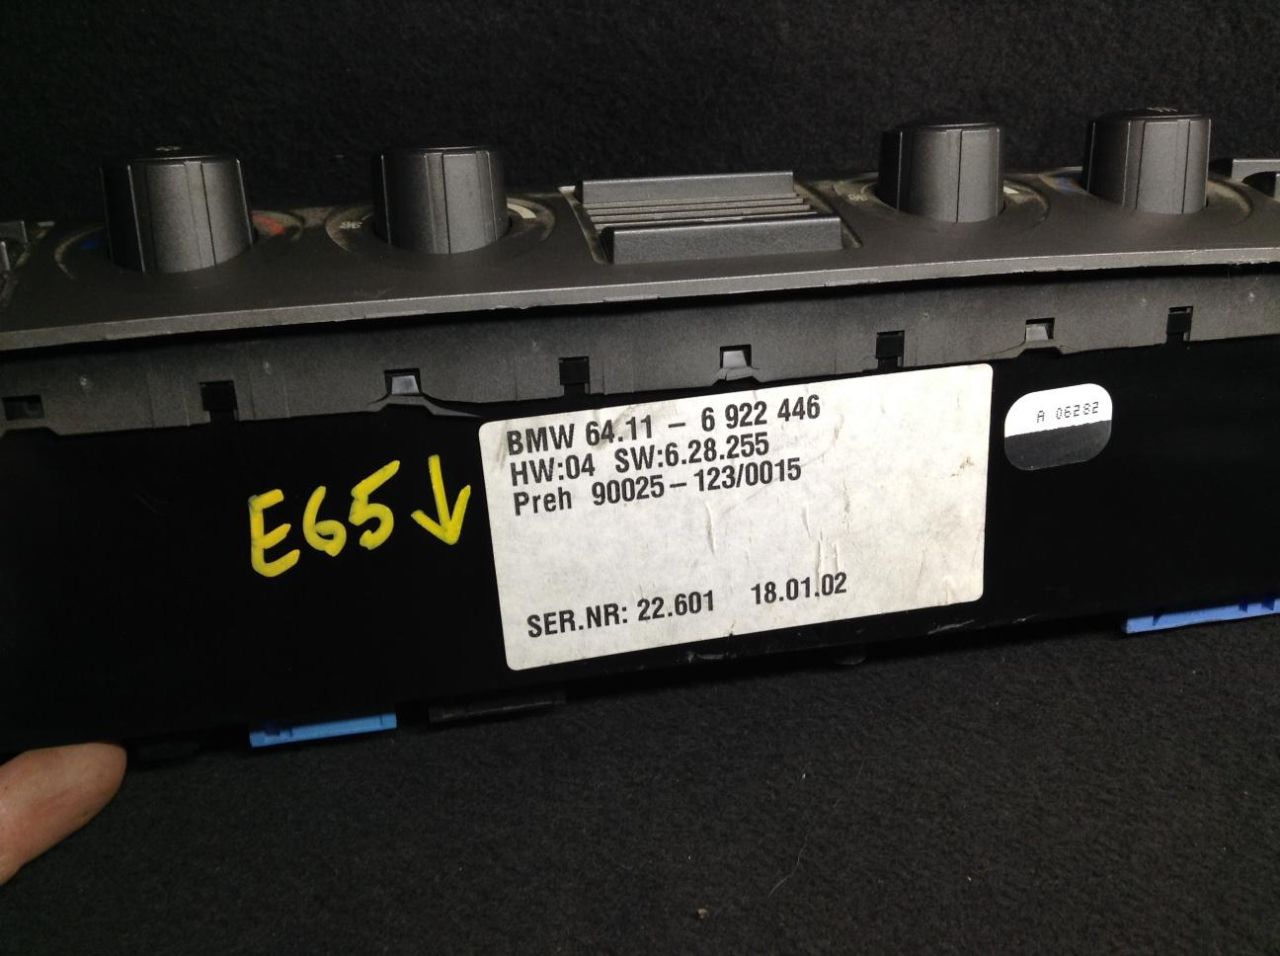 BMW 64.11 – 6 922 446
HW:04 SW:6.28.255
Preh 90025–123/0015
SER.NR: 22.601 18.01.02
E65↓
A 06282